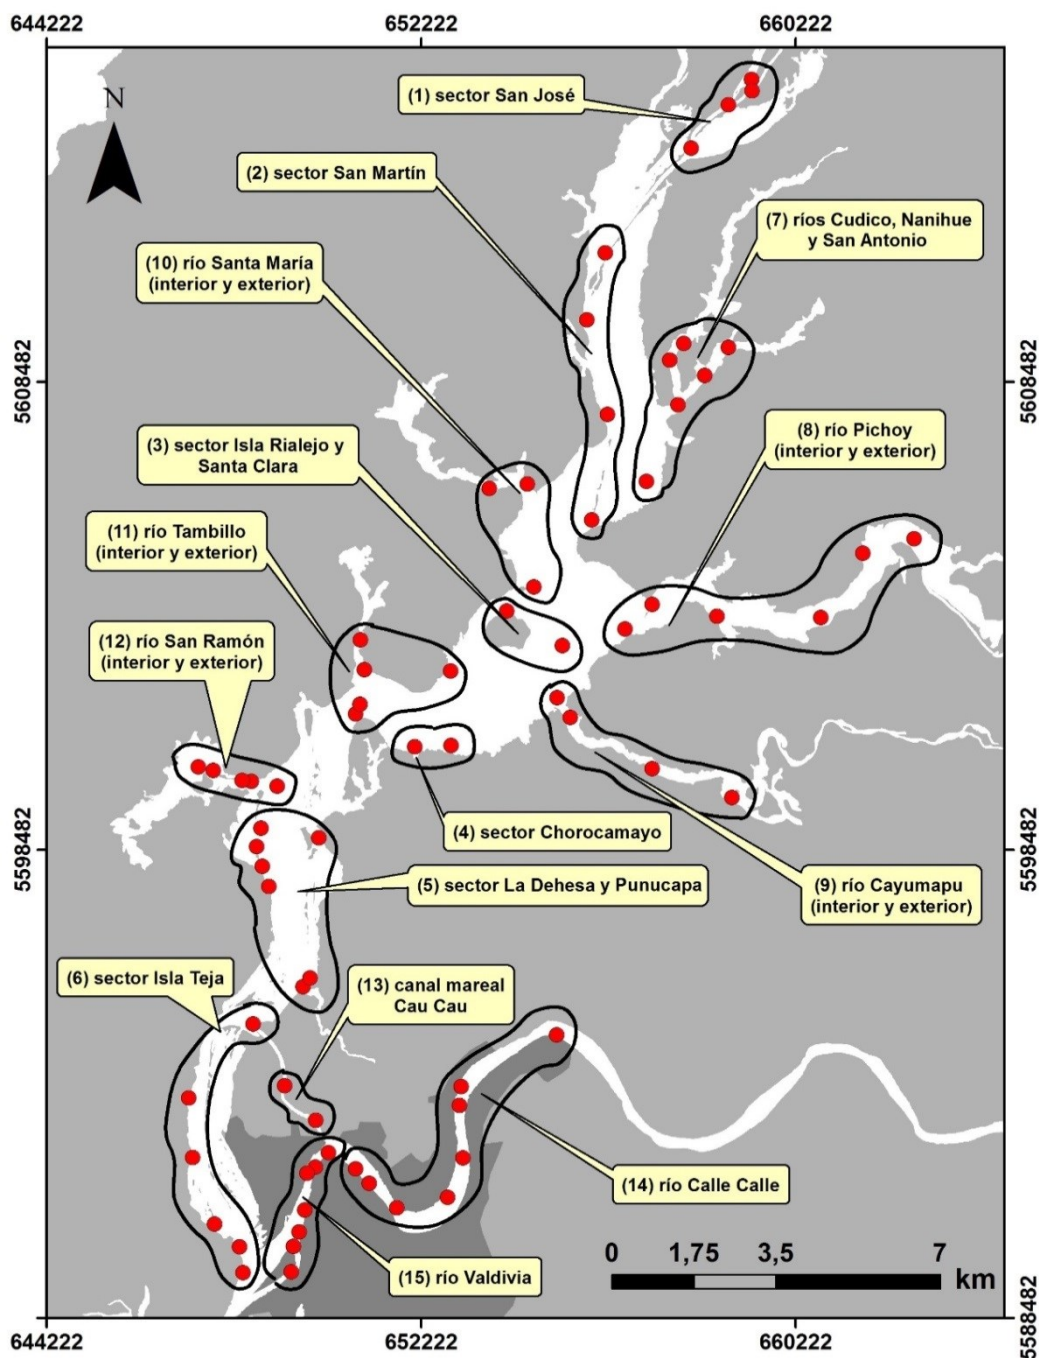 644222
652222
660222
(1) sector San José
N
(2) sector San Martín
(7) ríos Cudico, Nanihue
y San Antonio
(10) río Santa María
(interior y exterior)
5608482
5608482
(3) sector Isla Rialejo y
Santa Clara
(8) río Pichoy
(interior y exterior)
(11) río Tambillo
(interior y exterior)
(12) río San Ramón
(interior y exterior)
(4) sector Chorocamayo
5598482
5598482
(5) sector La Dehesa y Punucapa
(9) río Cayumapu
(interior y exterior)
(6) sector Isla Teja
(13) canal mareal
Cau Cau
(14) río Calle Calle
(15) río Valdivia
0 1,75 3,5 7
km
5588482
644222
652222
660222